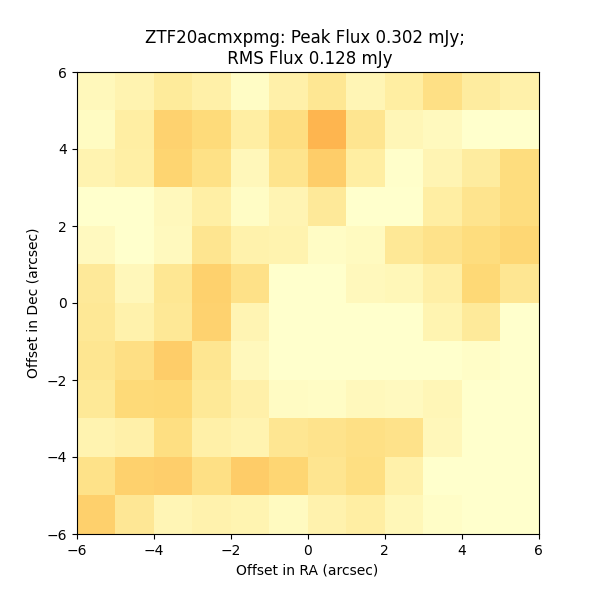 ZTF20acmxpmg: Peak Flux 0.302 mJy;
RMS Flux 0.128 mJy
6
4
2
0
−2
−4
−6
Offset in Dec (arcsec)
−6 −4 −2 0 2 4 6
Offset in RA (arcsec)